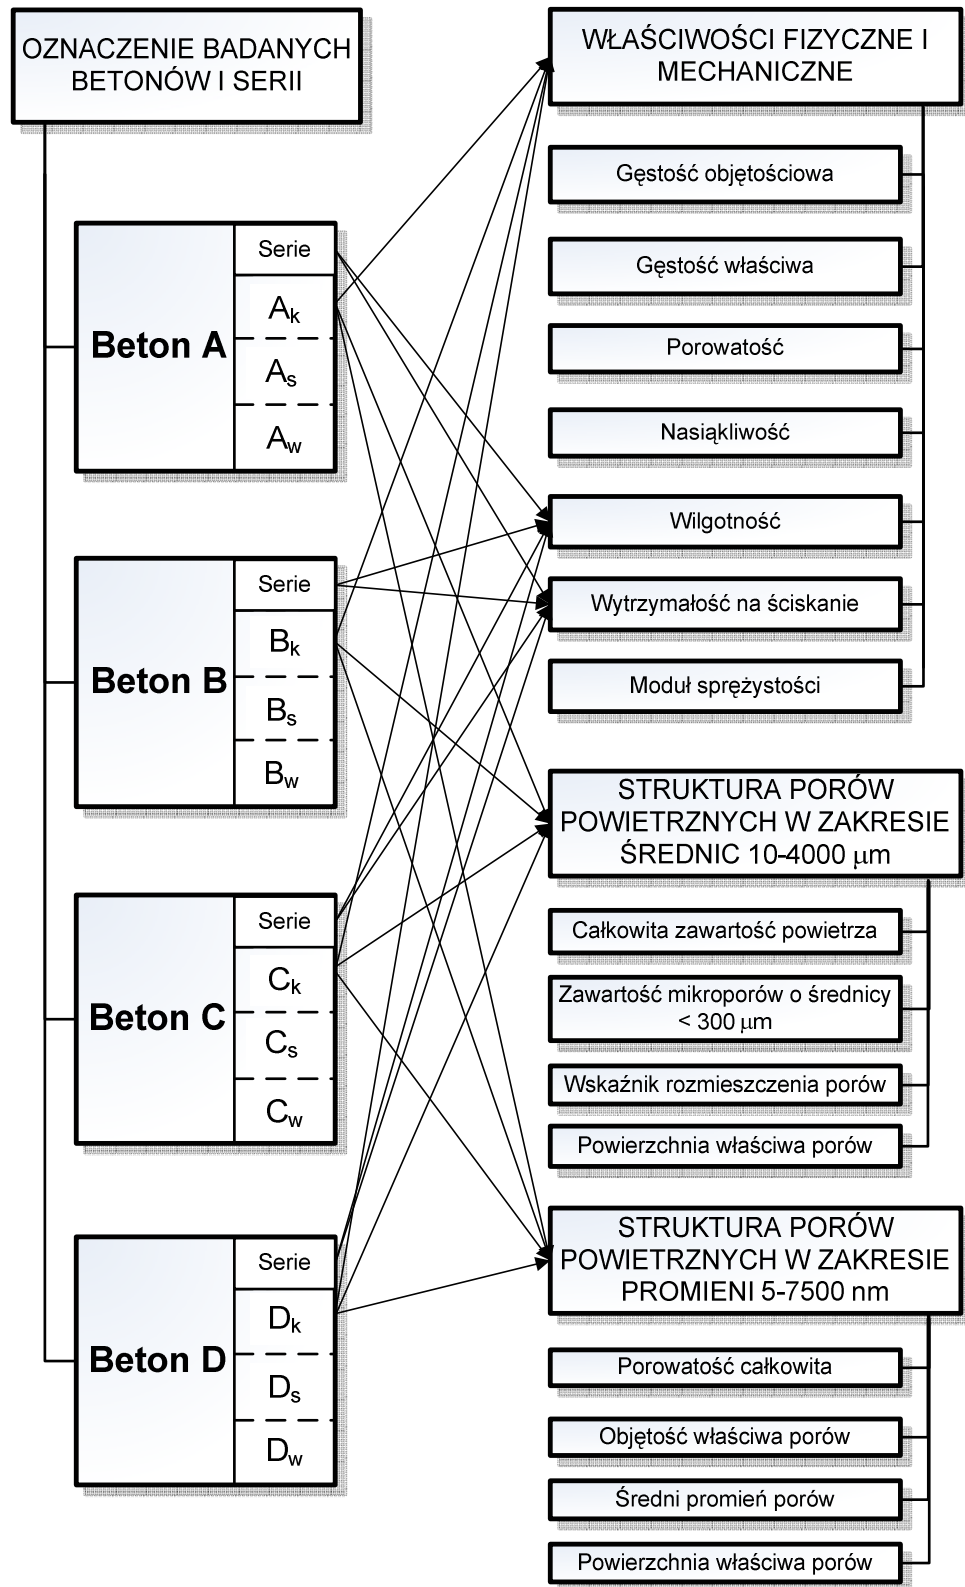 OZNACZENIE BADANYCH
BETONÓW I SERII
Beton A
Serie
Ak
As
Aw
Beton B
Serie
Bk
Bs
Bw
Beton C
Serie
Ck
Cs
Cw
Beton D
Serie
Dk
Ds
Dw
WŁAŚCIWOŚCI FIZYCZNE I
MECHANICZNE
Gęstość objętościowa
Gęstość właściwa
Porowatość
Nasiąkliwość
Wilgotność
Wytrzymałość na ściskanie
Moduł sprężystości
STRUKTURA PORÓW
POWIETRZNYCH W ZAKRESIE
ŚREDNIC 10-4000 µm
Całkowita zawartość powietrza
Zawartość mikroporów o średnicy
< 300 µm
Wskaźnik rozmieszczenia porów
Powierzchnia właściwa porów
STRUKTURA PORÓW
POWIETRZNYCH W ZAKRESIE
PROMIENI 5-7500 nm
Porowatość całkowita
Objętość właściwa porów
Średni promień porów
Powierzchnia właściwa porów